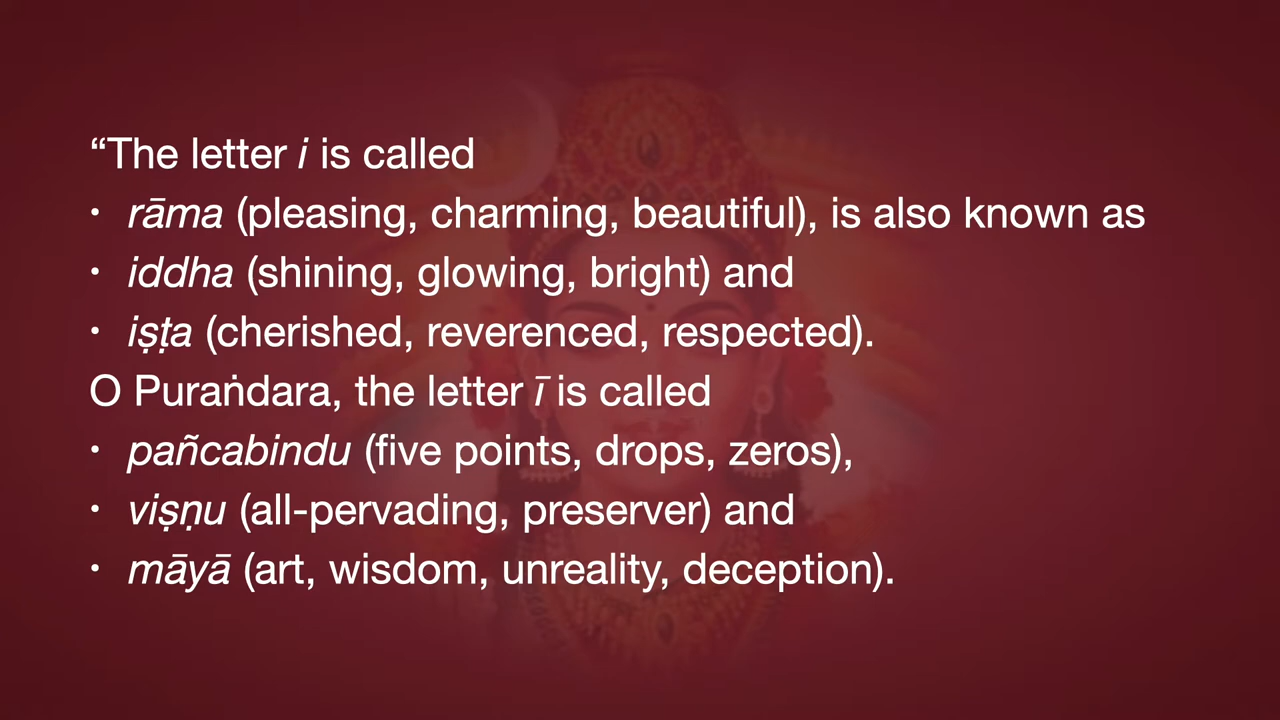 “The letter i is called
• rāma (pleasing, charming, beautiful), is also known as
• iddha (shining, glowing, bright) and
• iṣṭa (cherished, reverenced, respected).
O Puraṅdara, the letter ī is called
• pañcabindu (five points, drops, zeros),
• viṣṇu (all-pervading, preserver) and
• māyā (art, wisdom, unreality, deception).